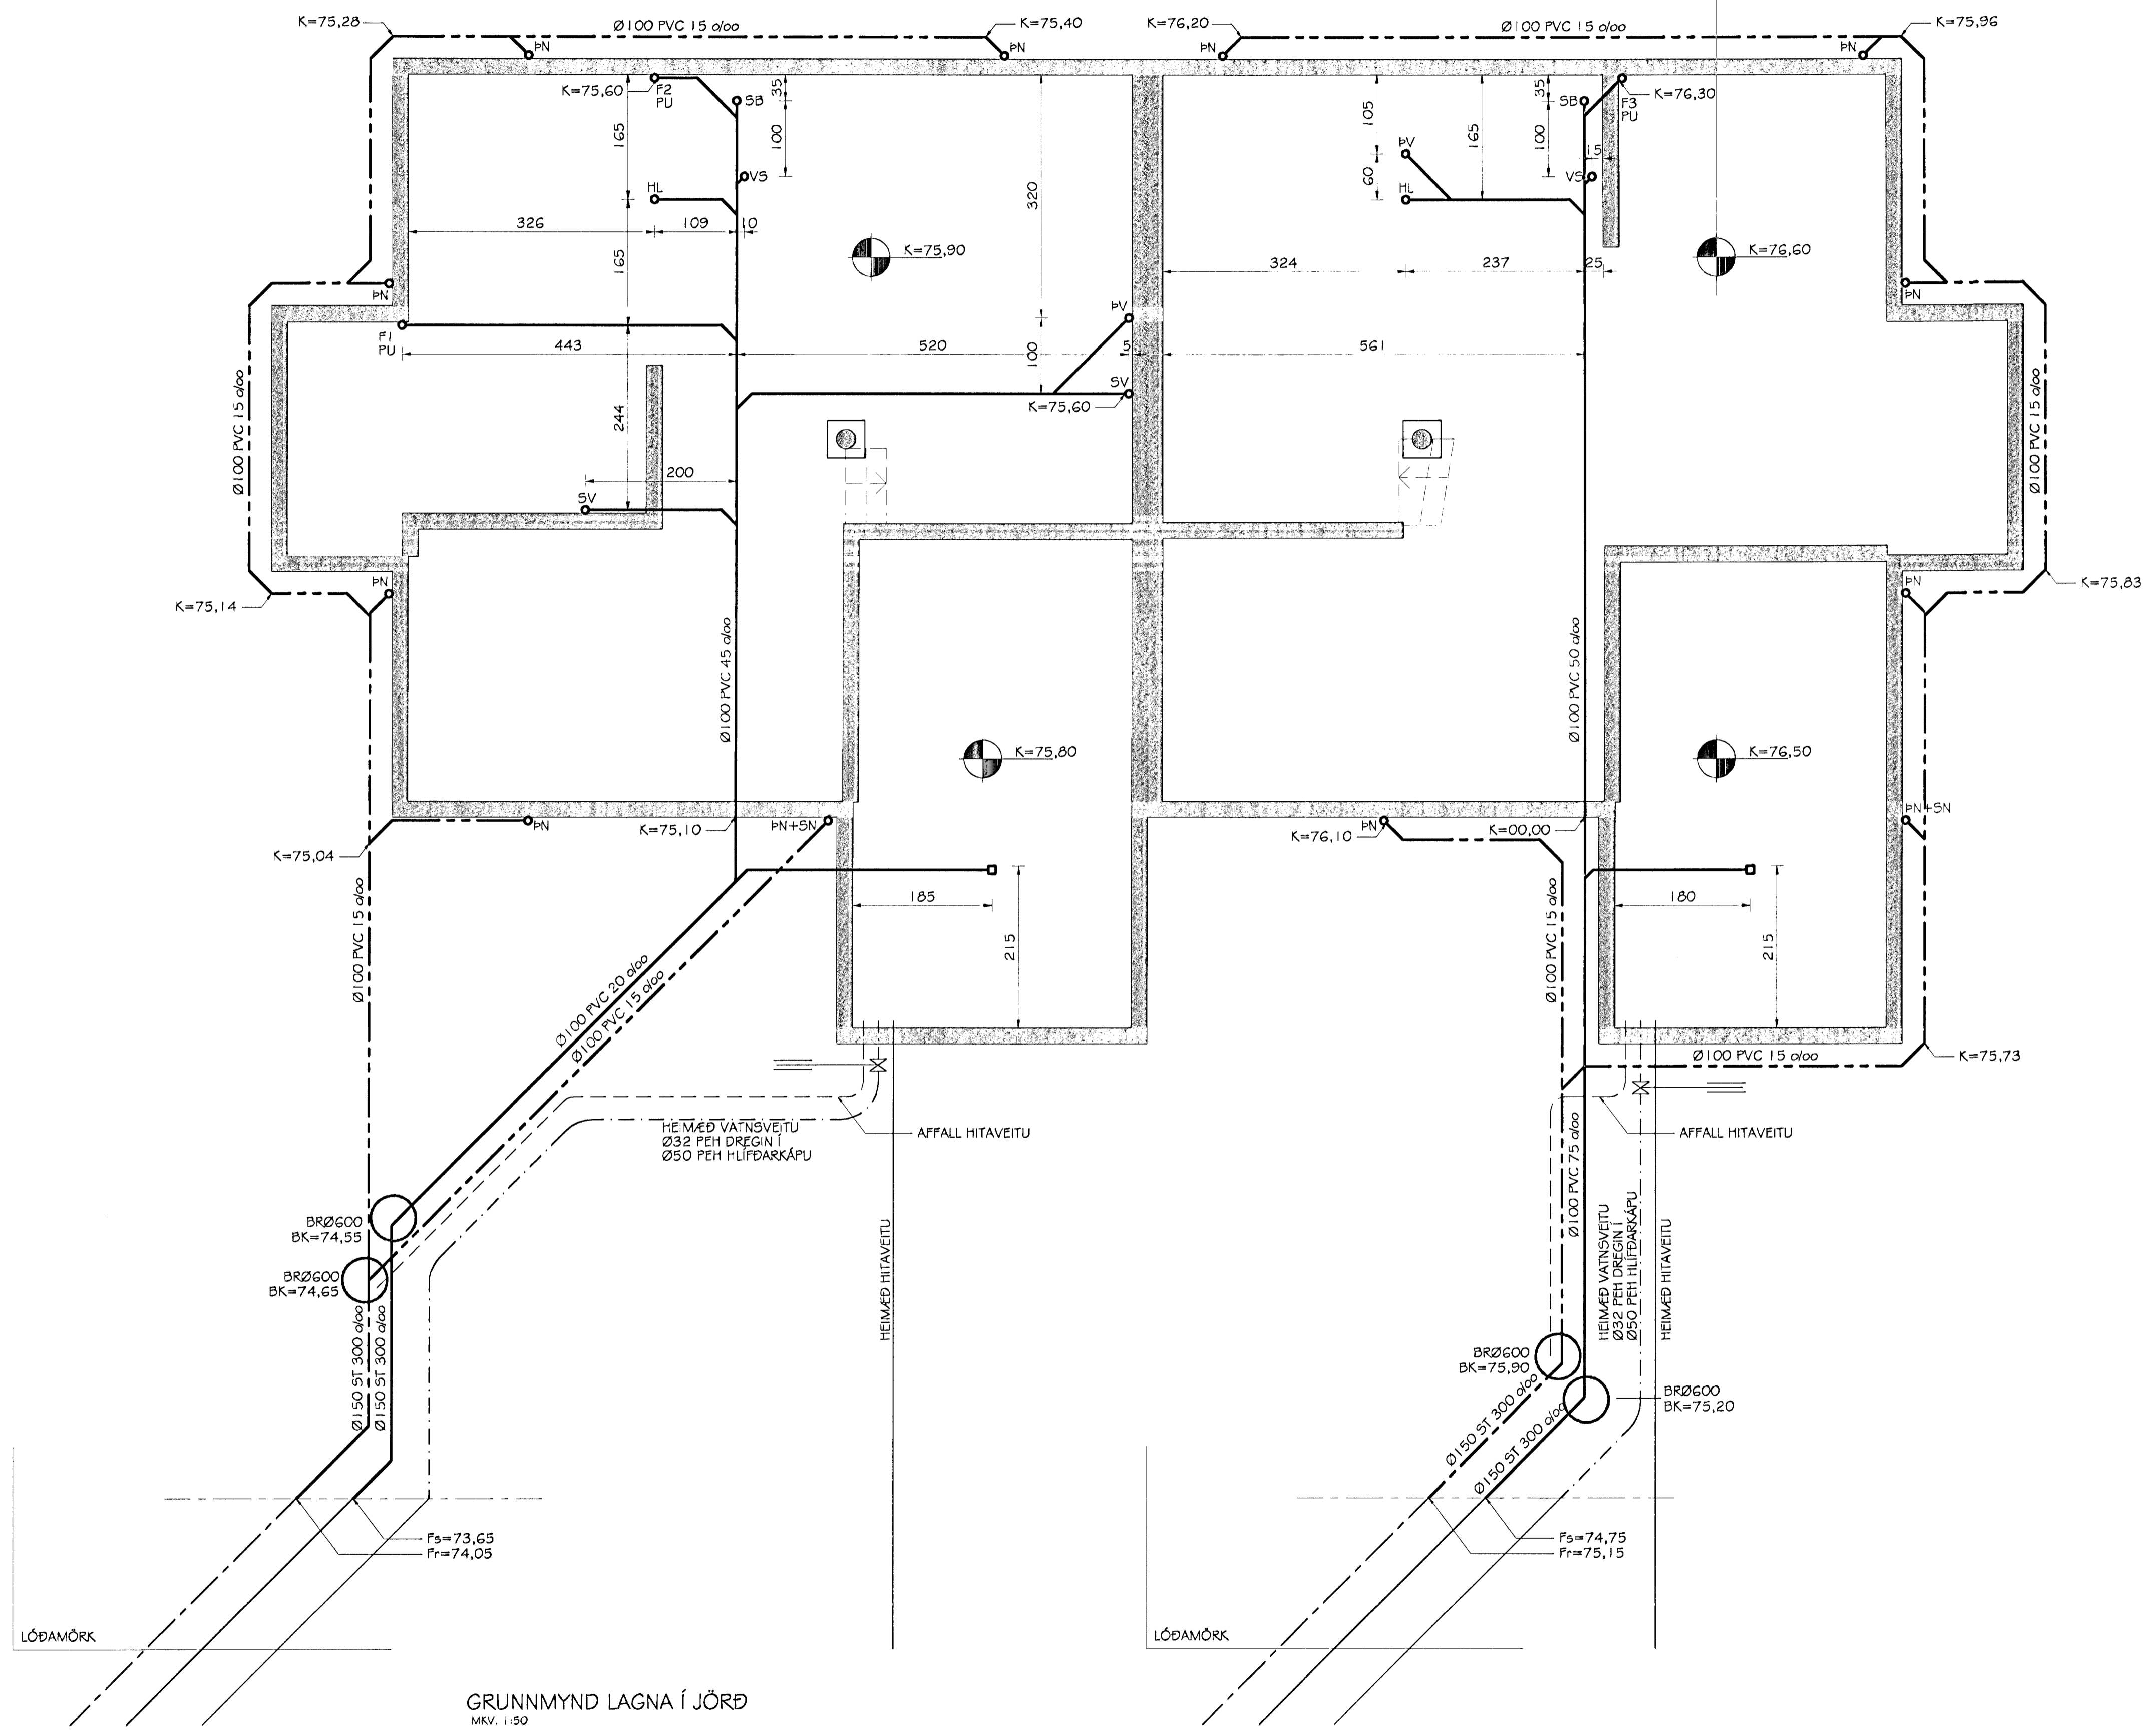 K=75,28
Ø100 PVC 15 o/oo
K=75,40
K=76,20
Ø100 PVC 15 o/oo
K=75,96
ÞN
ÞN
ÞN
ÞN
K=75,60
F2
PU
SB
35
105
165
SB
35
F3
PU
K=76,30
165
100
VS
ÞV
100
15
60
VS
HL
HL
326
109
10
320
K=75,90
324
237
25
K=76,60
165
ÞN
ÞN
F1
PU
ÞV
443
520
100
5
561
SV
K=75,60
Ø100 PVC 15 o/oo
244
Ø100 PVC 15 o/oo
200
SV
ÞN
ÞN
K=75,14
K=75,83
Ø100 PVC 45 o/oo
Ø100 PVC 50 o/oo
K=75,80
K=76,50
ÞN
K=75,10
ÞN+SN
ÞN
K=76,10
K=00,00
ÞN+SN
K=75,04
185
180
Ø100 PVC 15 o/oo
215
Ø100 PVC 15 o/oo
215
Ø100 PVC 20 o/oo
Ø100 PVC 15 o/oo
Ø100 PVC 15 o/oo
K=75,73
HEIMÆÐ VATNSVEITU
Ø32 PEH DREGIN Í
Ø50 PEH HLÍFÐARKÁPU
AFFALL HITAVEITU
AFFALL HITAVEITU
Ø100 PVC 75 o/oo
BRØ600
BK=74,55
HEIMÆÐ HITAVEITU
HEIMÆÐ VATNSVEITU
Ø32 PEH DREGIN Í
Ø50 PEH HLÍFÐARKÁPU
HEIMÆÐ HITAVEITU
BRØ600
BK=74,65
BRØ600
BK=75,90
Ø150 ST 300 o/oo
Ø150 ST 300 o/oo
BRØ600
BK=75,20
Ø150 ST 300 o/oo
Ø150 ST 300 o/oo
Fs=73,65
Fr=74,05
Fs=74,75
Fr=75,15
LÓÐAMÖRK
LÓÐAMÖRK
GRUNNMYND LAGNA Í JÖRÐ
MKV. 1:50